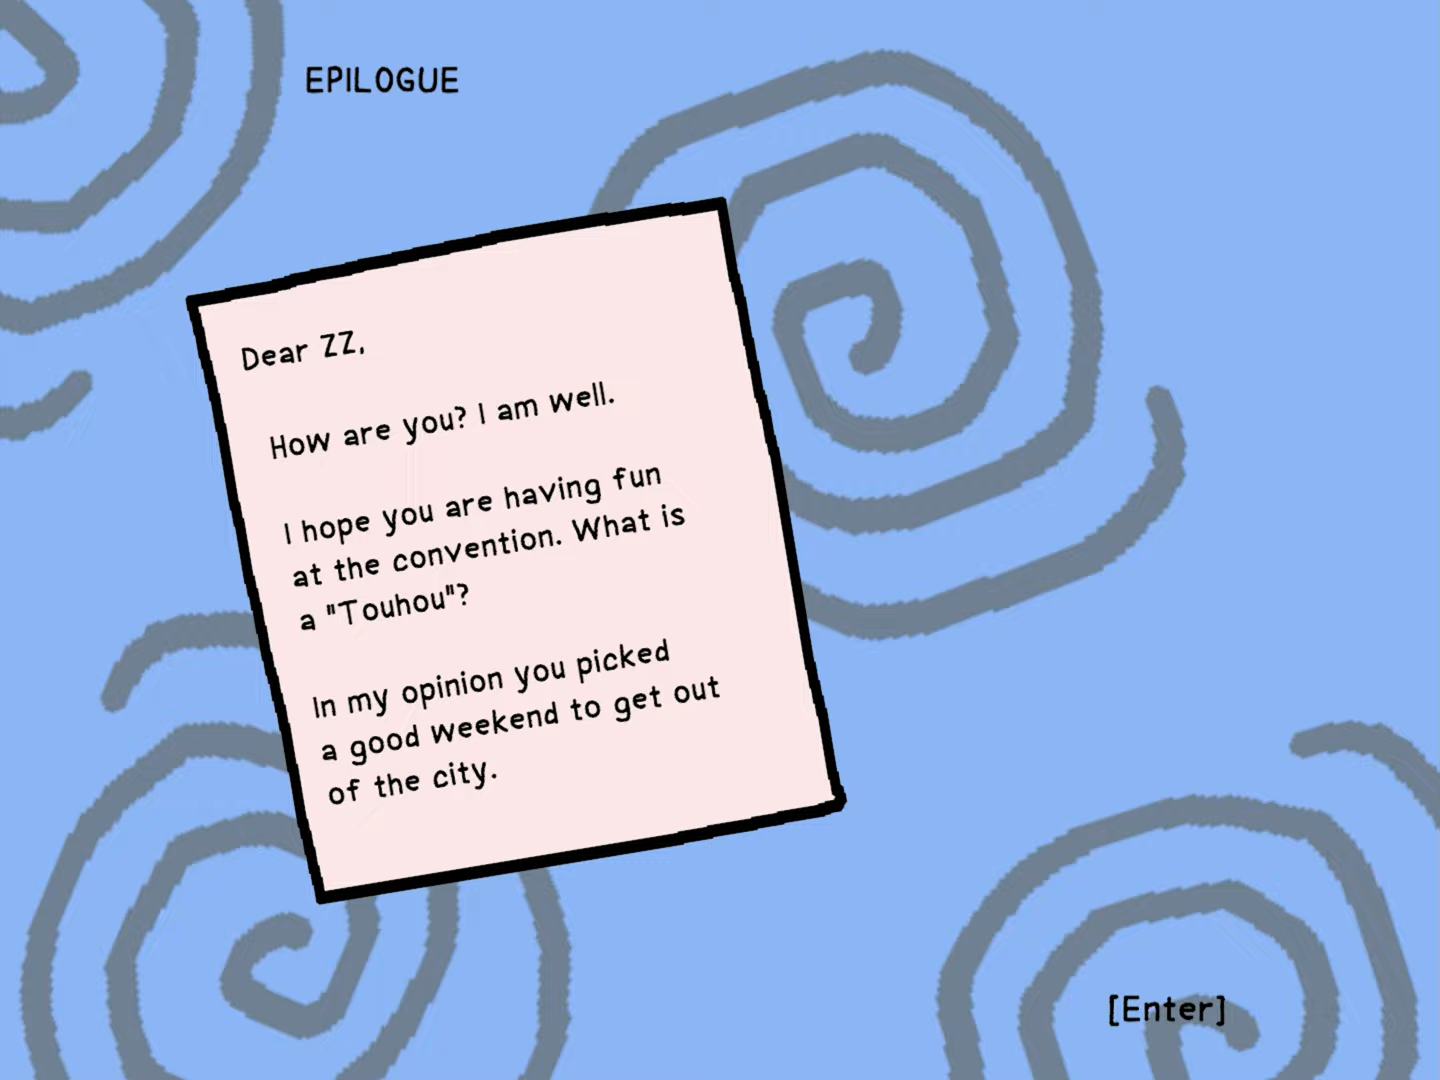 EPILOGUE
Dear ZZ,
How are you? I am well.
I hope you are having fun
at the convention. What is
a "Touhou"?
In my opinion you picked
a good weekend to get out
of the city.
[Enter]